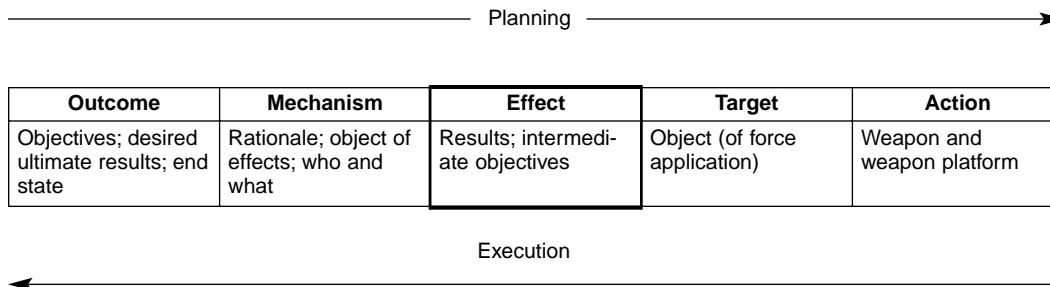 Planning
Outcome Mechanism Effect Target Action
Objectives; desired ultimate results; end state
Rationale; object of effects; who and what
Results; intermedi-ate objectives
Object (of force application)
Weapon and weapon platform
Execution